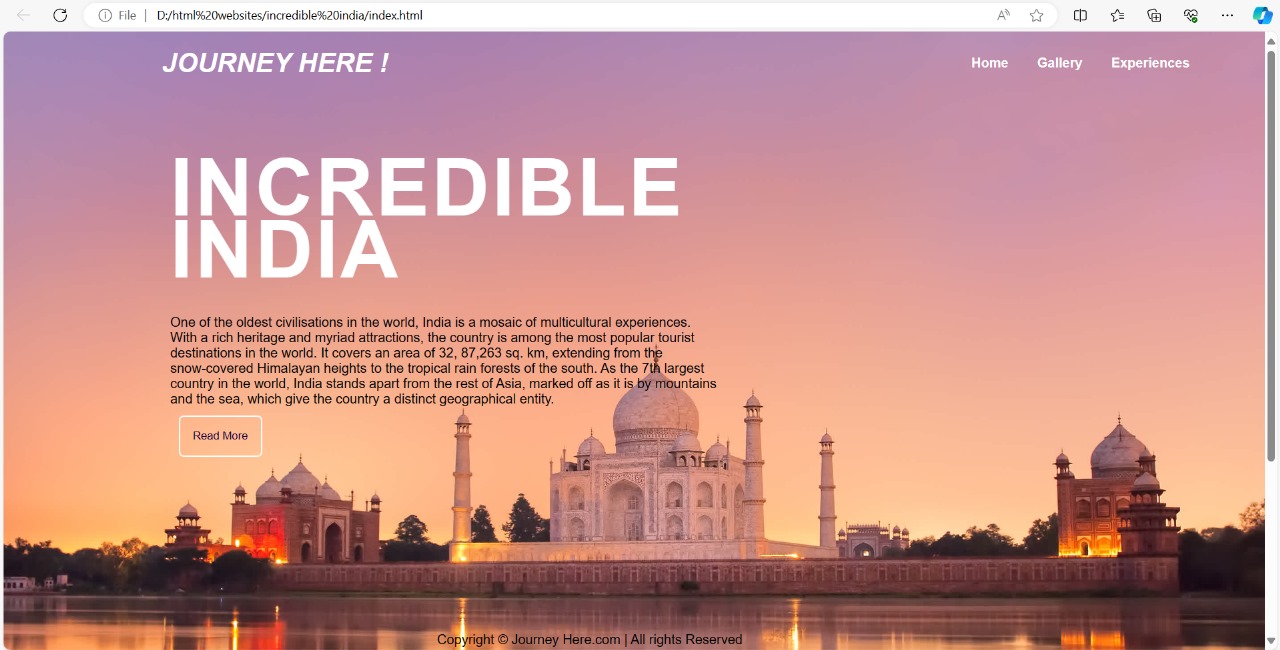 File | D:/html%20websites/incredible%20india/index.html
JOURNEY HERE !
Home Gallery Experiences
INCREDIBLE
INDIA
One of the oldest civilisations in the world, India is a mosaic of multicultural experiences.
With a rich heritage and myriad attractions, the country is among the most popular tourist
destinations in the world. It covers an area of 32, 87,263 sq. km, extending from the
snow-covered Himalayan heights to the tropical rain forests of the south. As the 7th largest
country in the world, India stands apart from the rest of Asia, marked off as it is by mountains
and the sea, which give the country a distinct geographical entity.
Read More
Copyright © Journey Here.com | All rights Reserved